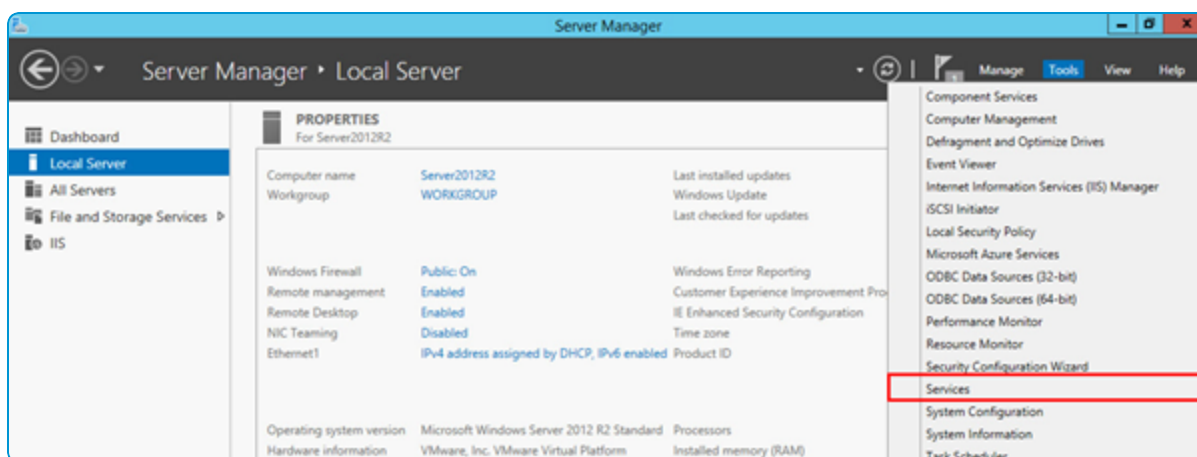 Server Manager
Server Manager ‣ Local Server
Manage Tools View Help
Dashboard
Local Server
All Servers
File and Storage Services
IIS
PROPERTIES
For Server2012R2
Computer name Server2012R2 Last installed updates
Workgroup WORKGROUP Windows Update
Last checked for updates
Windows Firewall Public: On Windows Error Reporting
Remote management Enabled Customer Experience Improvement Pro
Remote Desktop Enabled IE Enhanced Security Configuration
NIC Teaming Disabled Time zone
Ethernet1 IPv4 address assigned by DHCP, IPv6 enabled Product ID
Operating system version Microsoft Windows Server 2012 R2 Standard Processors
Hardware information VMware, Inc. VMware Virtual Platform Installed memory (RAM)
Component Services
Computer Management
Defragment and Optimize Drives
Event Viewer
Internet Information Services (IIS) Manager
iSCSI Initiator
Local Security Policy
Microsoft Azure Services
ODBC Data Sources (32-bit)
ODBC Data Sources (64-bit)
Performance Monitor
Resource Monitor
Security Configuration Wizard
Services
System Configuration
System Information
Task Scheduler